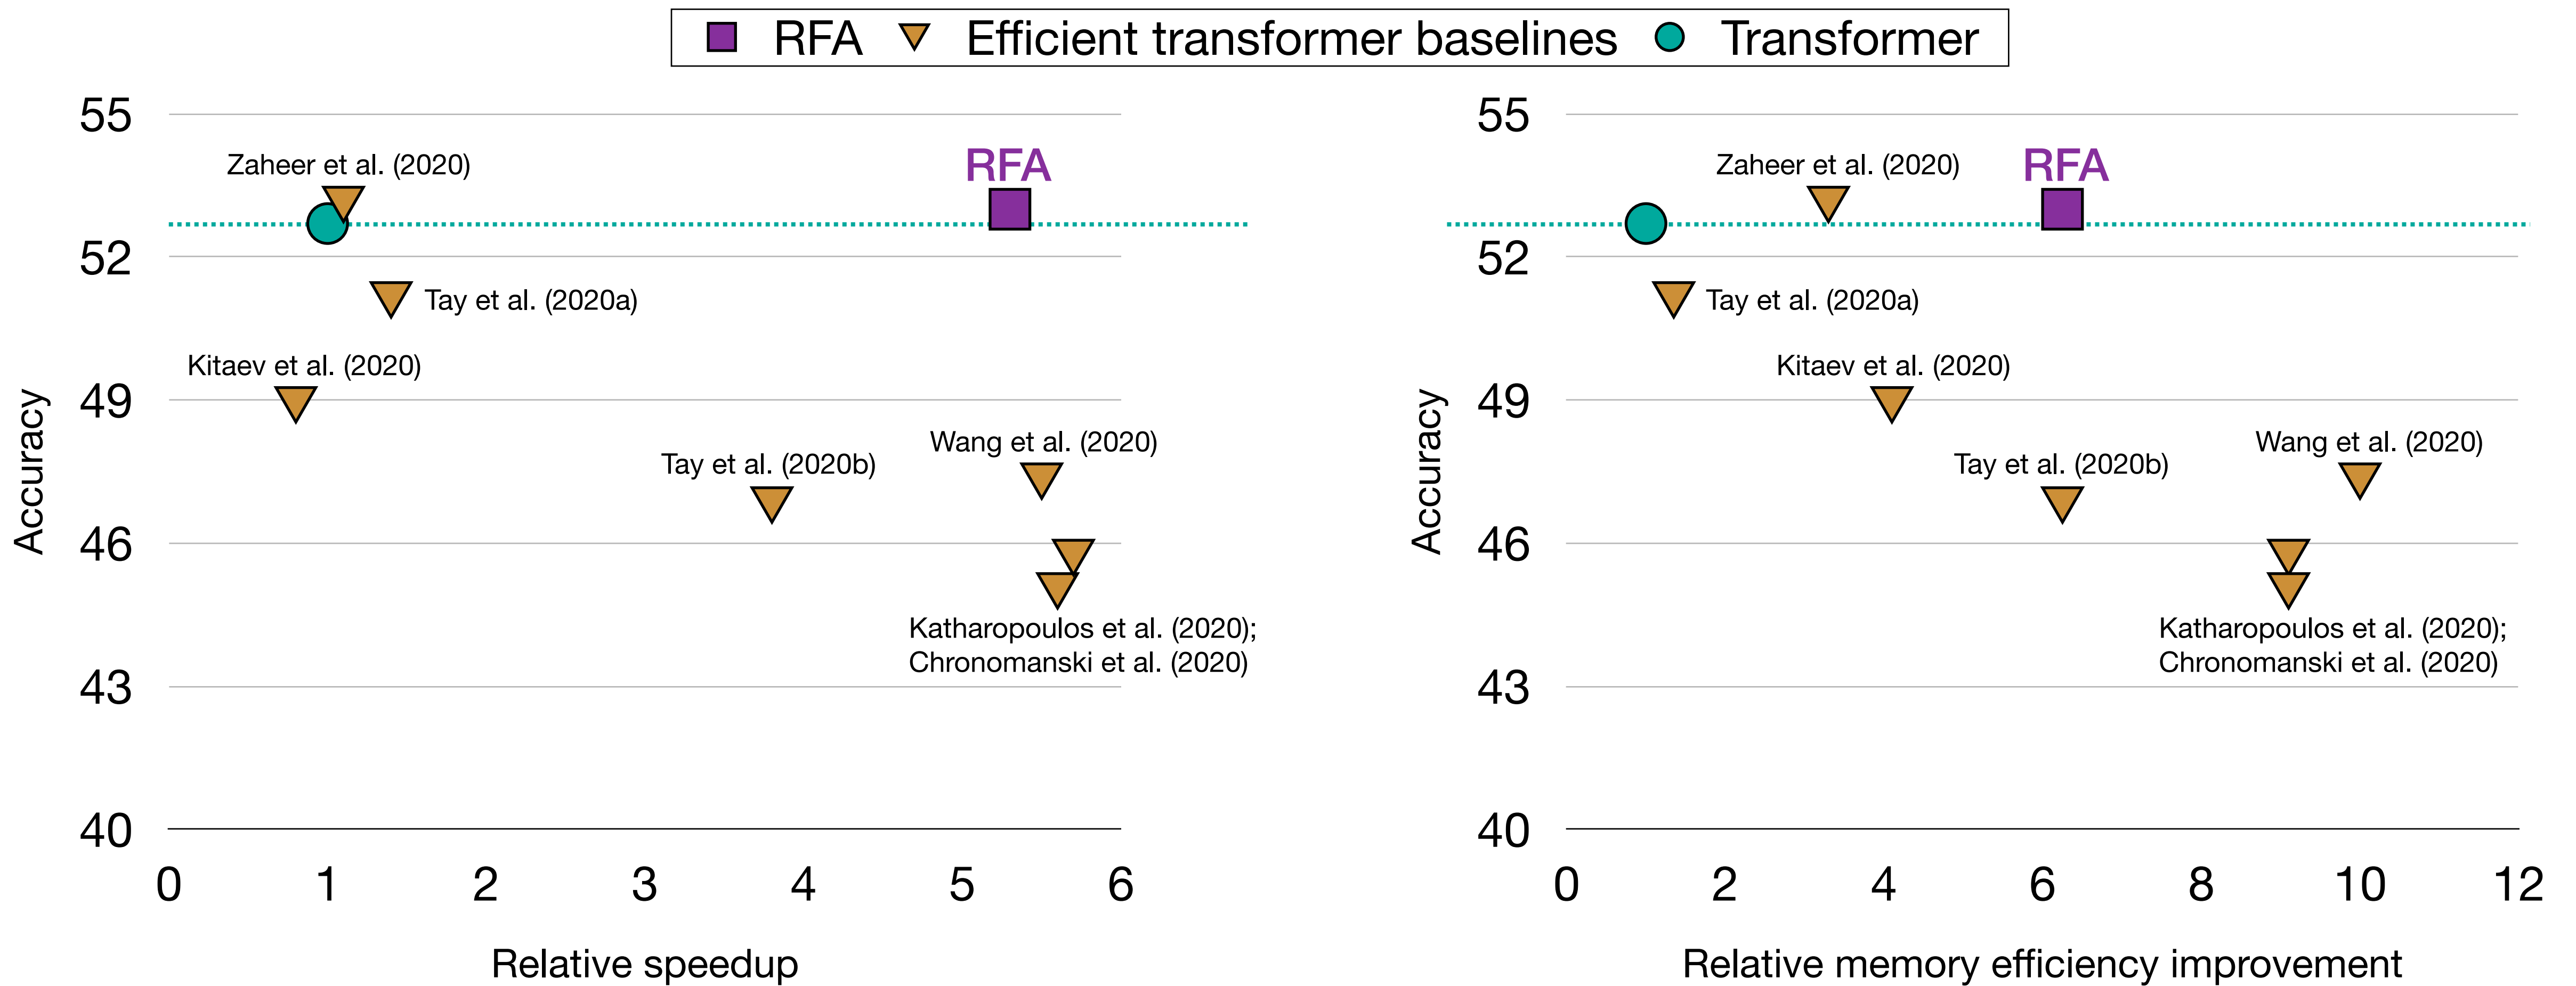 RFA Efficient transformer baselines Transformer
55
52
49
46
43
40
Accuracy
Zaheer et al. (2020)
RFA
Tay et al. (2020a)
Kitaev et al. (2020)
Wang et al. (2020)
Tay et al. (2020b)
Katharopoulos et al. (2020);
Chronomanski et al. (2020)
0 1 2 3 4 5 6
Relative speedup
55
52
49
46
43
40
Accuracy
Zaheer et al. (2020)
RFA
Tay et al. (2020a)
Kitaev et al. (2020)
Wang et al. (2020)
Tay et al. (2020b)
Katharopoulos et al. (2020);
Chronomanski et al. (2020)
0 2 4 6 8 10 12
Relative memory efficiency improvement